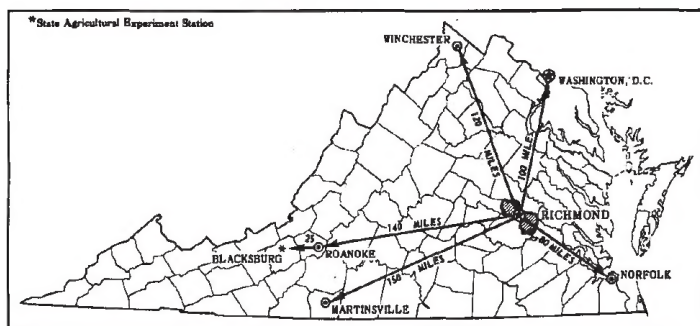 *State Agricultural Experiment Station
WINCHESTER
WASHINGTON, D.C.
120 MILES
100 MILES
RICHMOND
140 MILES
80 MILES
25
* BLACKSBURG
ROANOKE
150 MILES
NORFOLK
MARTINSVILLE